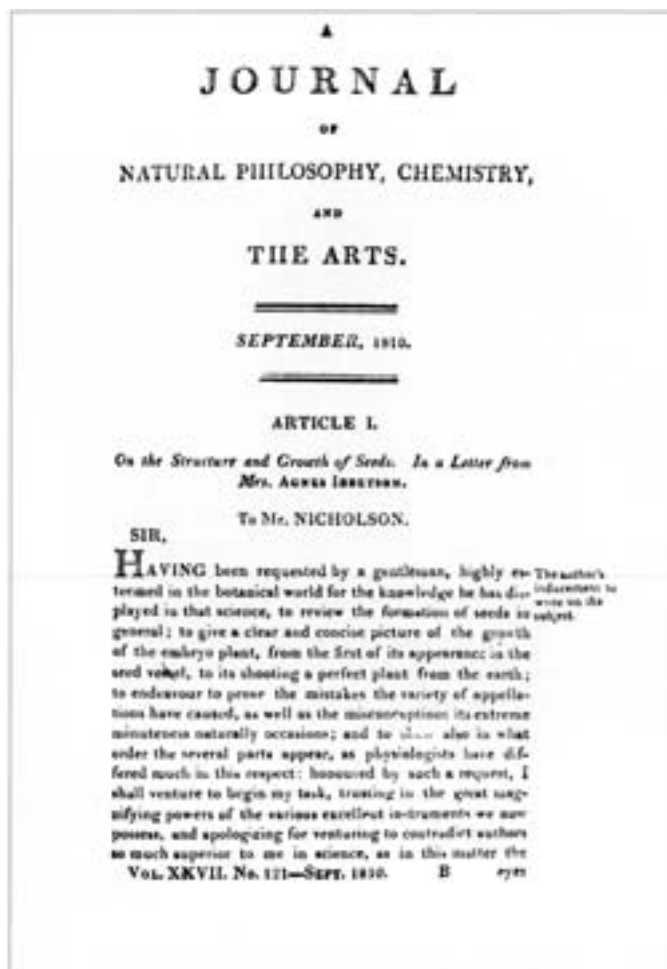 A
JOURNAL
OF
NATURAL PHILOSOPHY, CHEMISTRY,
AND
THE ARTS.
SEPTEMBER, 1810.
ARTICLE I.
On the Structure and Growth of Seeds. In a Letter from
Mrs. AGNES IBBETSON.
To Mr. NICHOLSON.
SIR,
HAVING been requested by a gentleman, highly es-
teemed in the botanical world for the knowledge he has dis-
played in that science, to review the formation of seeds in
general; to give a clear and concise picture of the growth
of the embryo plant, from the first of its appearance in the
seed vessel, to its shooting a perfect plant from the earth;
to endeavour to prove the mistakes the variety of appella-
tions have caused, as well as the misconceptions its extreme
minuteness naturally occasions; and to show also in what
order the several parts appear, as physiologists have dif-
fered much in this respect: honoured by such a request, I
shall venture to begin my task, trusting in the great mag-
nifying powers of the various excellent instruments we now
possess, and apologizing for venturing to contradict authors
so much superior to me in science, as in this matter the
The author's
inducement to
write on the
subject.
VOL. XXVII. No. 121—SEPT. 1810. B eyes